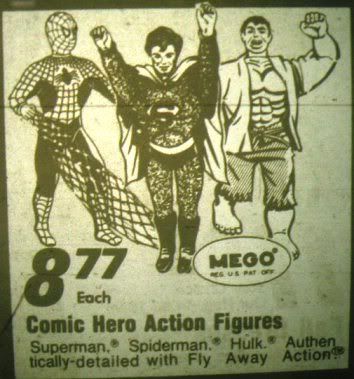 MEGO®
REG. U.S. PAT OFF
8 77
Each
Comic Hero Action Figures
Superman,® Spiderman,® Hulk.® Authen
tically-detailed with Fly Away Action®